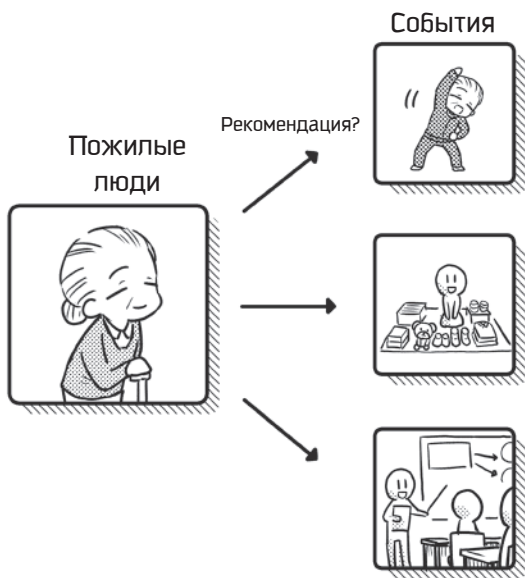 События
Рекомендация?
Пожилые
люди